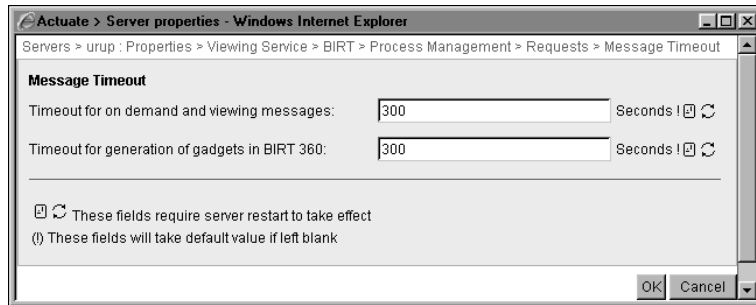 Actuate > Server properties - Windows Internet Explorer
Servers > urup : Properties > Viewing Service > BIRT > Process Management > Requests > Message Timeout
Message Timeout
Timeout for on demand and viewing messages: 300 Seconds !
Timeout for generation of gadgets in BIRT 360: 300 Seconds !
These fields require server restart to take effect
(!) These fields will take default value if left blank
OK Cancel